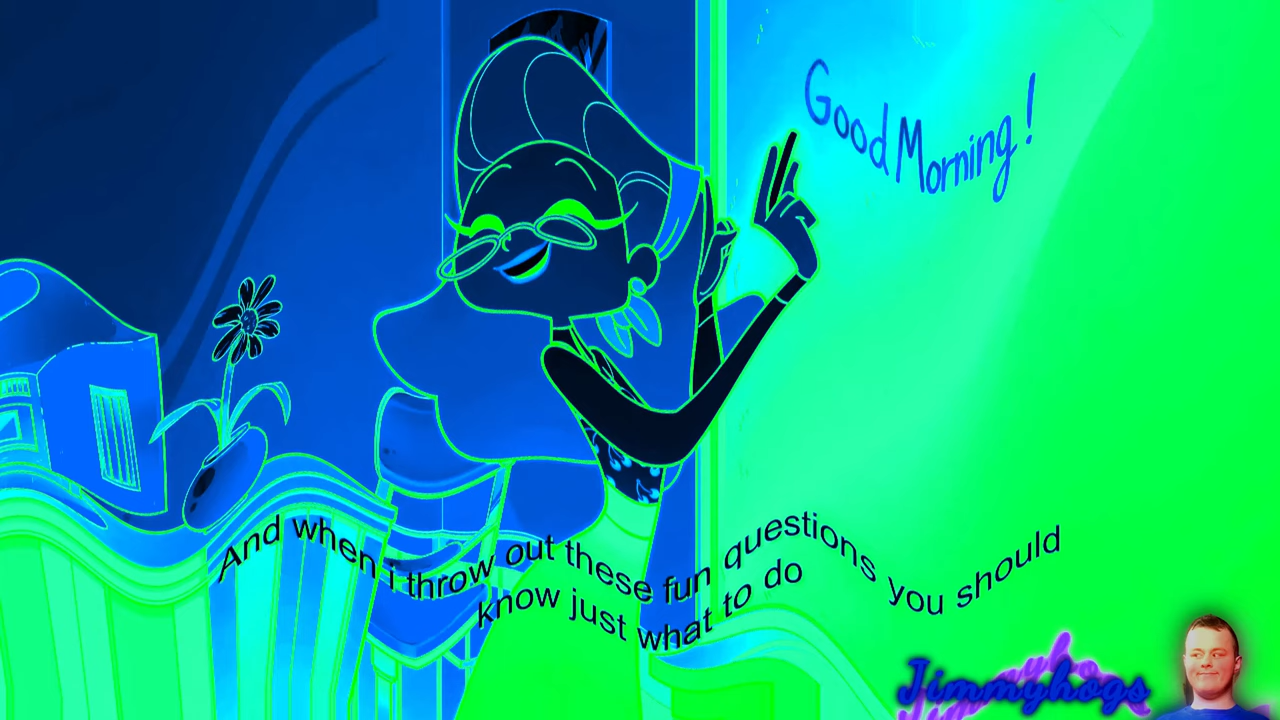 Good Morning!
And when i throw out these fun questions you should
know just what to do
Jimmyhogs